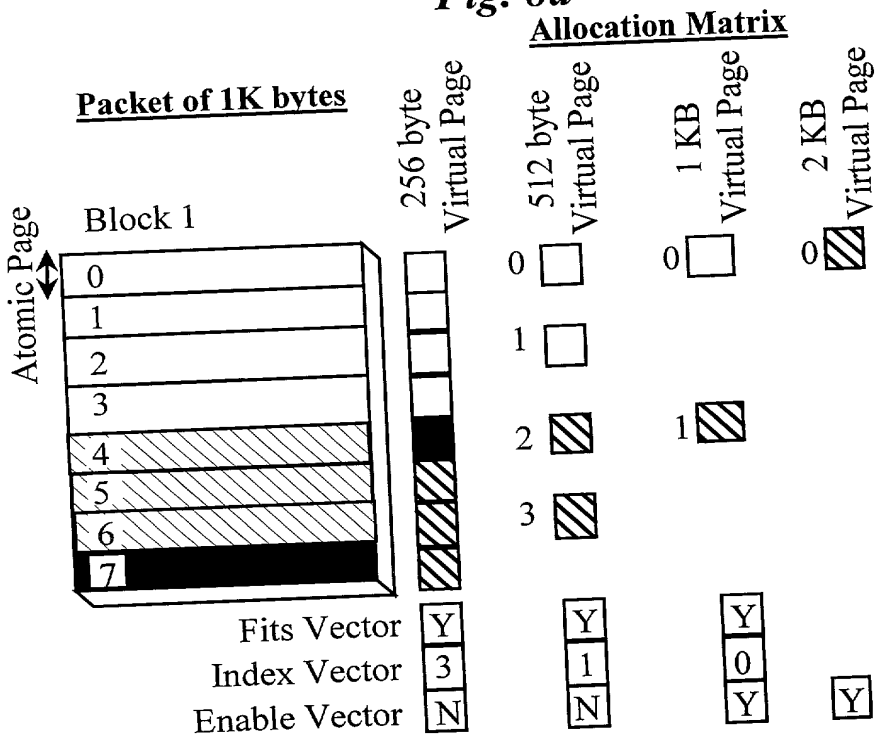 Fig. 8a
Allocation Matrix
Packet of 1K bytes
256 byte
Virtual Page
512 byte
Virtual Page
1 KB
Virtual Page
2 KB
Virtual Page
Atomic Page
Block 1
0
1
2
3
4
5
6
7
0
1
2
3
0
1
0
Fits Vector Y Y Y
Index Vector 3 1 0
Enable Vector N N Y Y